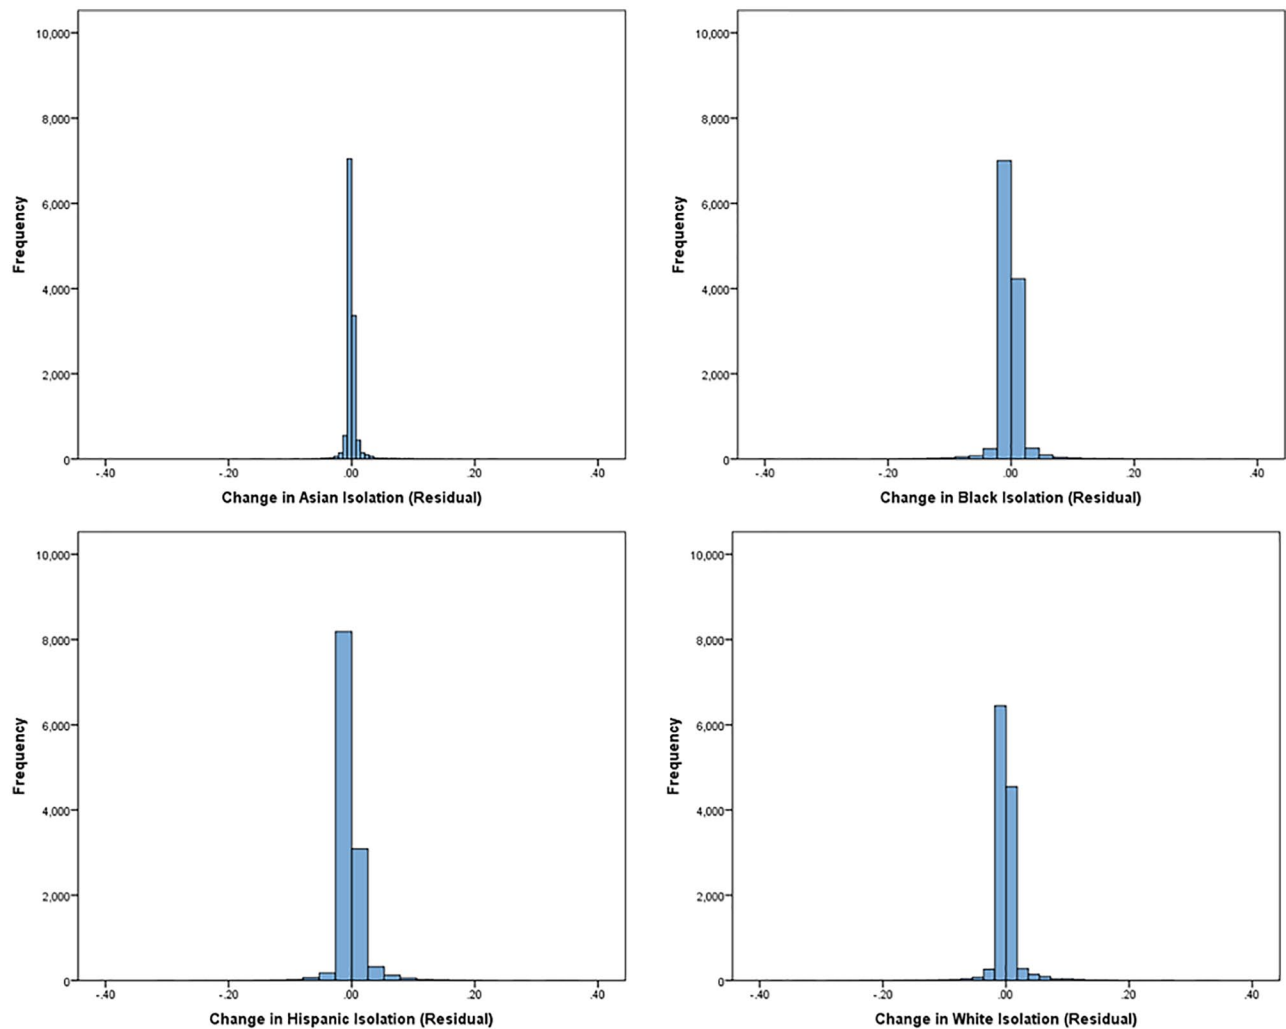 10,000
8,000
6,000
4,000
2,000
0
Frequency
-.40 -.20 .00 .20 .40
Change in Asian Isolation (Residual)
10,000
8,000
6,000
4,000
2,000
0
Frequency
-.40 -.20 .00 .20 .40
Change in Black Isolation (Residual)
10,000
8,000
6,000
4,000
2,000
0
Frequency
-.40 -.20 .00 .20 .40
Change in Hispanic Isolation (Residual)
10,000
8,000
6,000
4,000
2,000
0
Frequency
-.40 -.20 .00 .20 .40
Change in White Isolation (Residual)